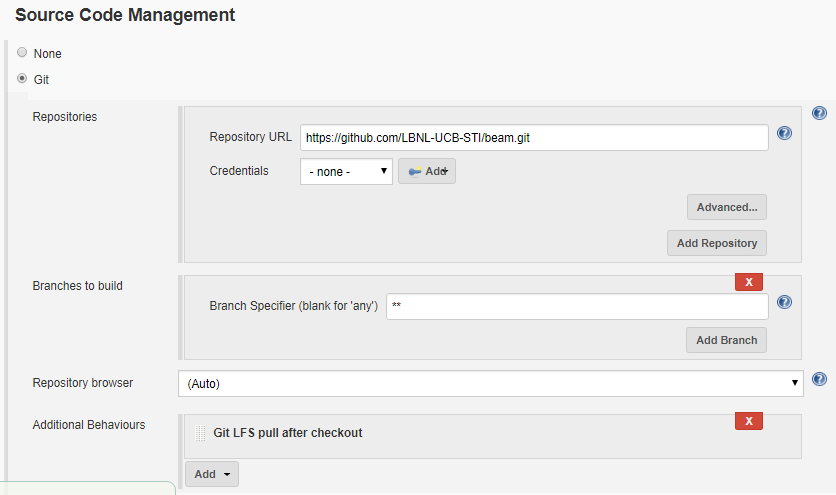 Source Code Management
None
Git
Repositories
Repository URL https://github.com/LBNL-UCB-STI/beam.git
Credentials - none - Add
Advanced...
Add Repository
Branches to build
X
Branch Specifier (blank for 'any') **
Add Branch
Repository browser (Auto)
Additional Behaviours
X
Git LFS pull after checkout
Add